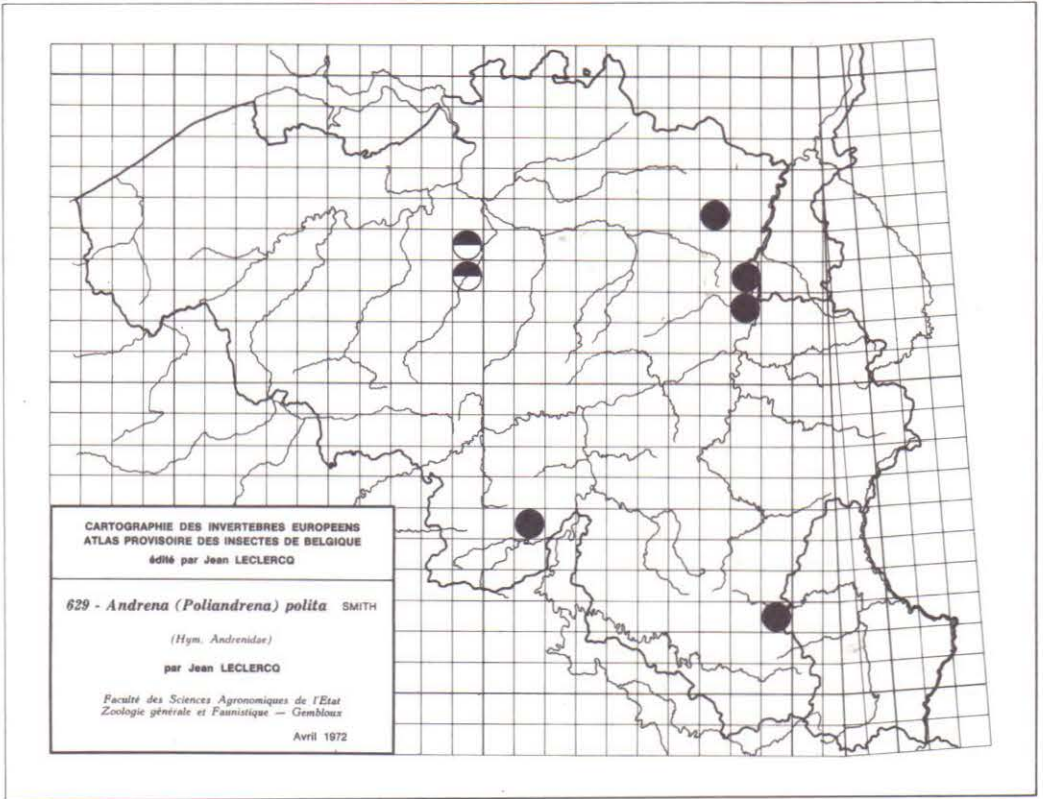 CARTOGRAPHIE DES INVERTEBRES EUROPEENS
ATLAS PROVISOIRE DES INSECTES DE BELGIQUE
édité par Jean LECLERCQ
629 - Andrena (Poliandrena) polita SMITH
(Hym. Andrenidae)
par Jean LECLERCQ
Faculté des Sciences Agronomiques de l'Etat
Zoologie générale et Faunistique — Gembloux
Avril 1972